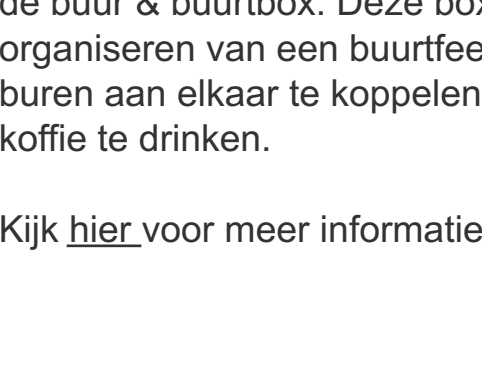 de buur & buurtbox. Deze box
organiseren van een buurtfee
buren aan elkaar te koppelen
koffie te drinken.
Kijk hier voor meer informatie